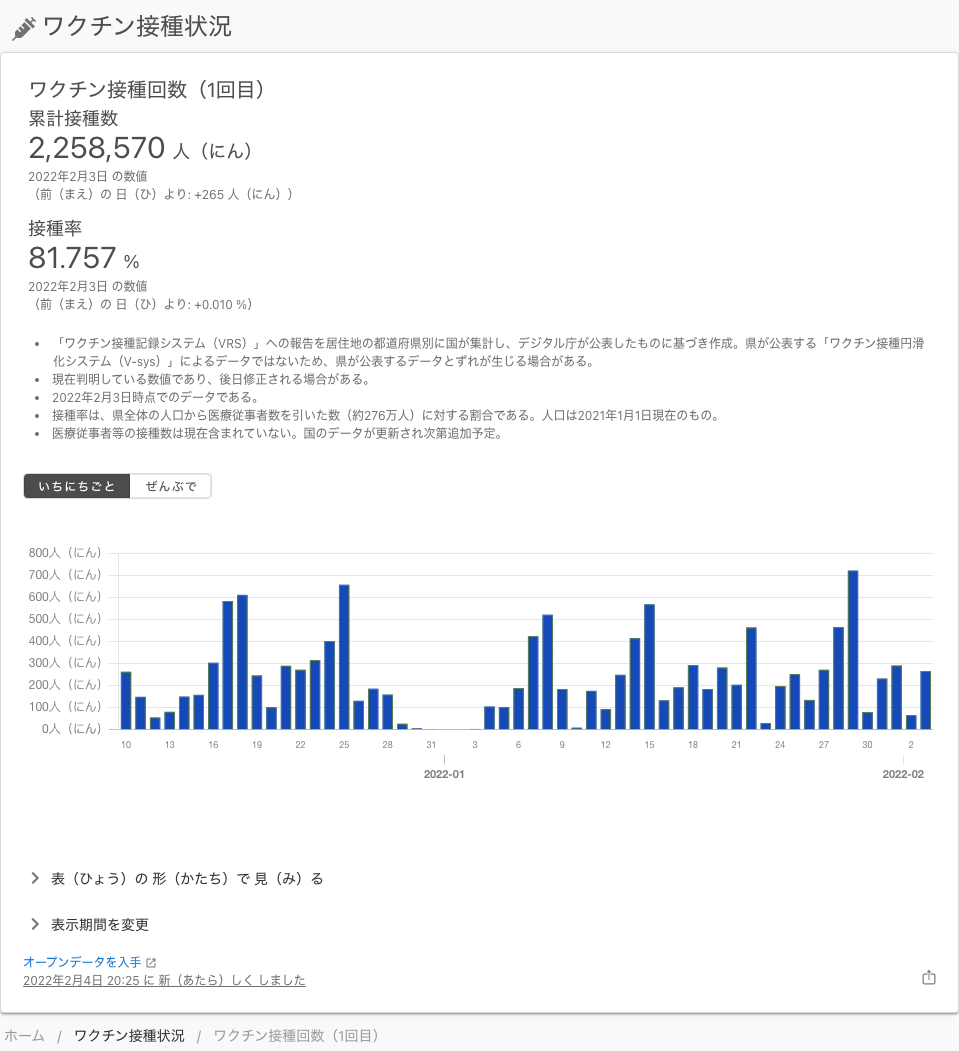 ワクチン接種状況
ワクチン接種回数（1回目）
累計接種数
2,258,570 人（にん）
2022年2月3日 の数値
（前（まえ）の 日（ひ）より: +265 人（にん））
接種率
81.757 %
2022年2月3日 の数値
（前（まえ）の 日（ひ）より: +0.010 %）
• 「ワクチン接種記録システム（VRS）」への報告を居住地の都道府県別に国が集計し、デジタル庁が公表したものに基づき作成。県が公表する「ワクチン接種円滑
化システム（V-sys）」によるデータではないため、県が公表するデータとずれが生じる場合がある。
• 現在判明している数値であり、後日修正される場合がある。
• 2022年2月3日時点でのデータである。
• 接種率は、県全体の人口から医療従事者数を引いた数（約276万人）に対する割合である。人口は2021年1月1日現在のもの。
• 医療従事者等の接種数は現在含まれていない。国のデータが更新され次第追加予定。
いちにちごと ぜんぶで
800人（にん）
700人（にん）
600人（にん）
500人（にん）
400人（にん）
300人（にん）
200人（にん）
100人（にん）
0人（にん）
10 13 16 19 22 25 28 31 3 6 9 12 15 18 21 24 27 30 2
2022-01 2022-02
表（ひょう）の 形（かたち）で 見（み）る
表示期間を変更
オープンデータを入手
2022年2月4日 20:25 に 新（あたら）しく しました
ホーム / ワクチン接種状況 / ワクチン接種回数（1回目）